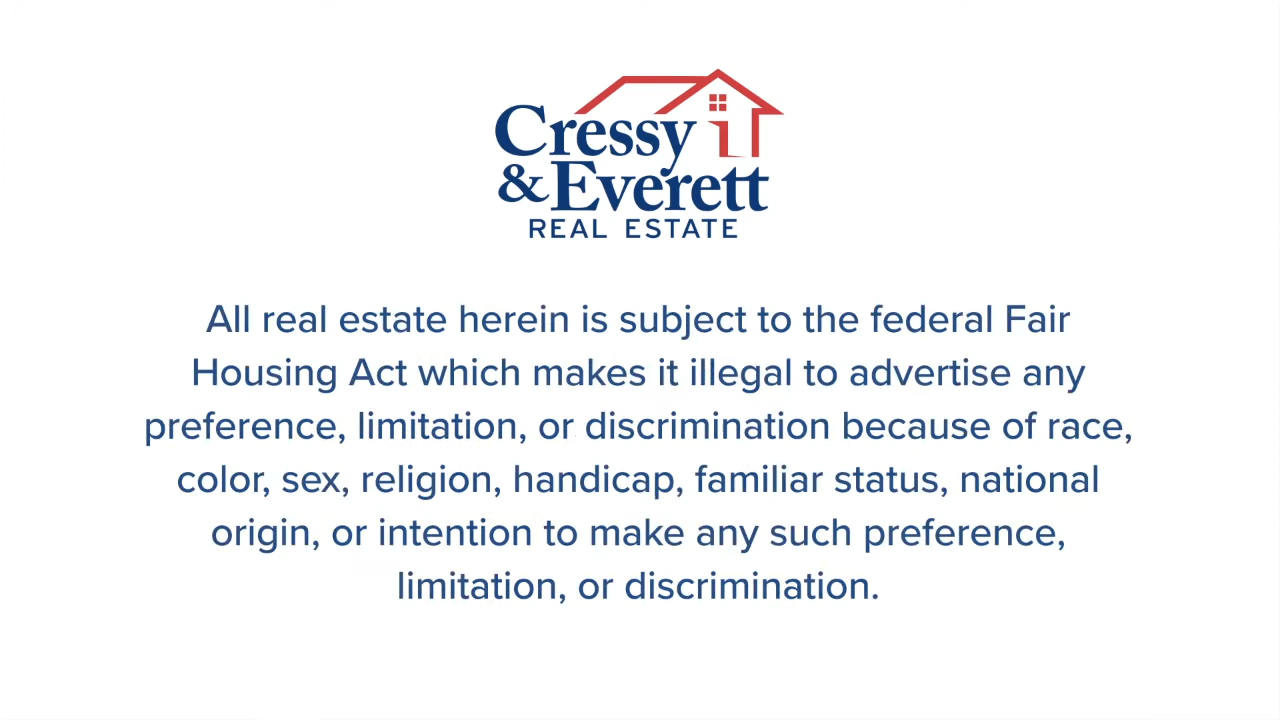 Cressy
& Everett
REAL ESTATE
All real estate herein is subject to the federal Fair
Housing Act which makes it illegal to advertise any
preference, limitation, or discrimination because of race,
color, sex, religion, handicap, familiar status, national
origin, or intention to make any such preference,
limitation, or discrimination.